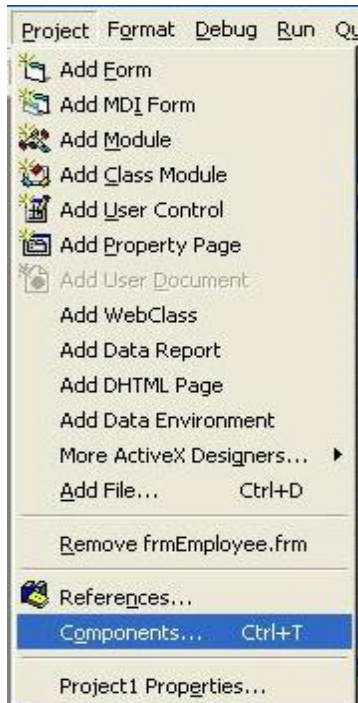 Project Format Debug Run Qu
Add Form
Add MDI Form
Add Module
Add Class Module
Add User Control
Add Property Page
Add User Document
Add WebClass
Add Data Report
Add DHTML Page
Add Data Environment
More ActiveX Designers...
Add File... Ctrl+D
Remove frmEmployee.frm
References...
Components... Ctrl+T
Project1 Properties...